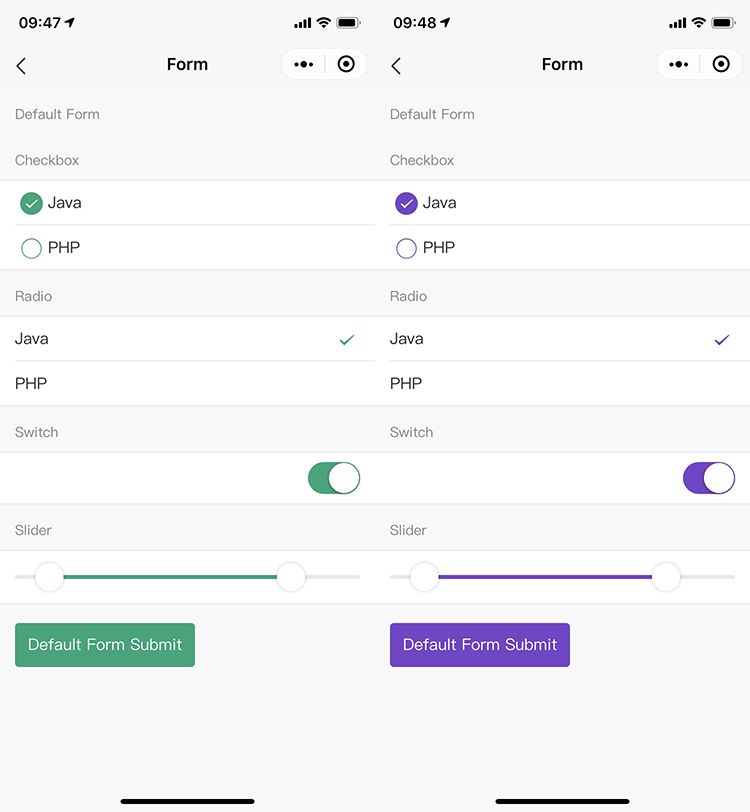 09:47
Form
Default Form
Checkbox
Java
PHP
Radio
Java
PHP
Switch
Slider
Default Form Submit
09:48
Form
Default Form
Checkbox
Java
PHP
Radio
Java
PHP
Switch
Slider
Default Form Submit